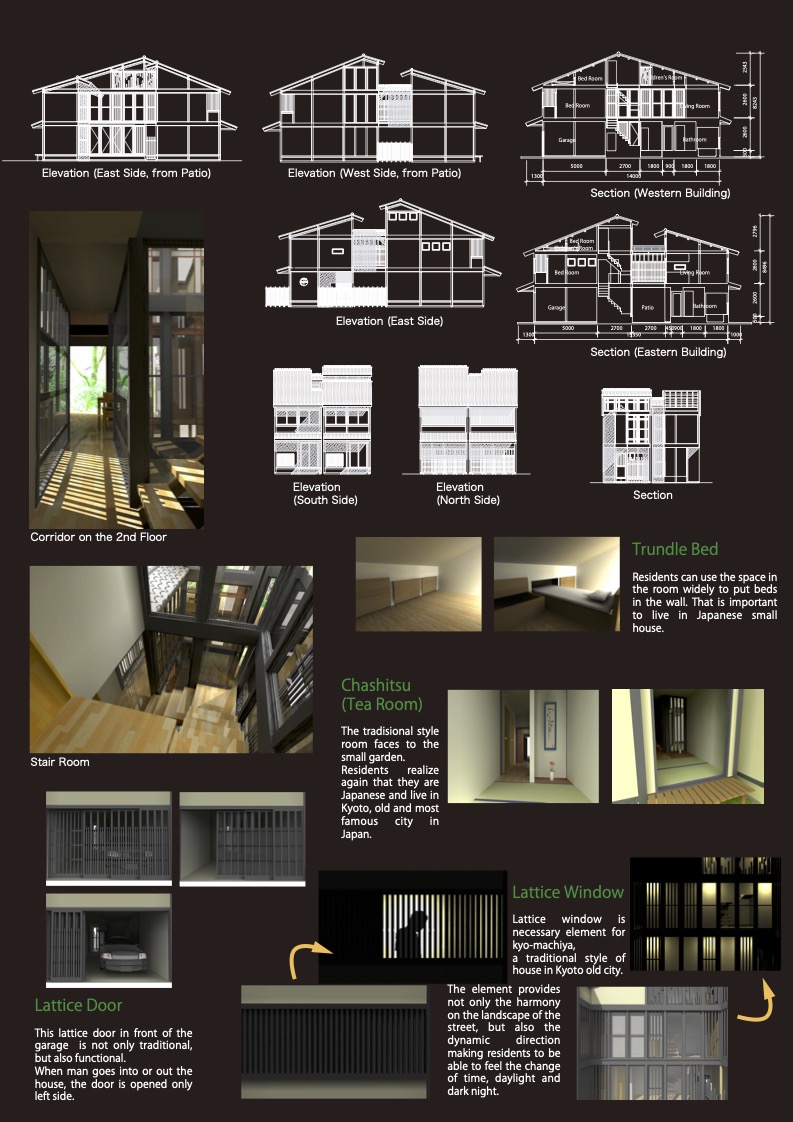 Elevation (East Side, from Patio)
Elevation (West Side, from Patio)
Bed Room
Children's Room
Bed Room
Living Room
Garage
Bathroom
2543
2600
2600
8243
5000
2700
1800
900
1800
1800
1300
14000
Section (Western Building)
Elevation (East Side)
Bed Room
Bed Room
Living Room
Garage
Patio
Bathroom
2796
2600
2600
8496
5000
2700
2700
1800
1800
1300
Section (Eastern Building)
Elevation
(South Side)
Elevation
(North Side)
Section
Corridor on the 2nd Floor
Trundle Bed
Residents can use the space in
the room widely to put beds
in the wall. That is important
to live in Japanese small
house.
Stair Room
Chashitsu
(Tea Room)
The tradisional style
room faces to the
small garden.
Residents realize
again that they are
Japanese and live in
Kyoto, old and most
famous city in
Japan.
Lattice Window
Lattice window is
necessary element for
kyo-machiya,
a traditional style of
house in Kyoto old city.
The element provides
not only the harmony
on the landscape of the
street, but also the
dynamic direction
making residents to be
able to feel the change
of time, daylight and
dark night.
Lattice Door
This lattice door in front of the
garage is not only traditional,
but also functional.
When man goes into or out the
house, the door is opened only
left side.